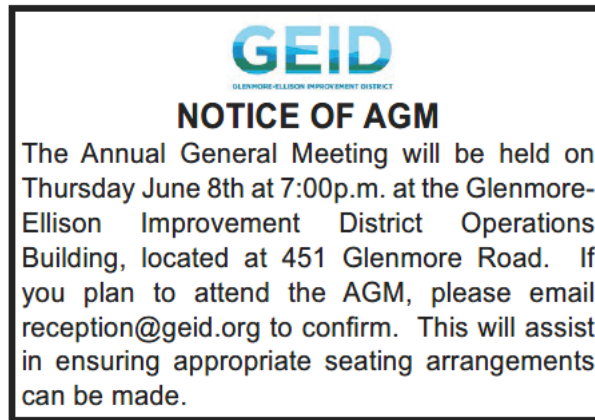 GEID
GLENMORE-ELLISON IMPROVEMENT DISTRICT
NOTICE OF AGM
The Annual General Meeting will be held on
Thursday June 8th at 7:00p.m. at the Glenmore-
Ellison Improvement District Operations
Building, located at 451 Glenmore Road. If
you plan to attend the AGM, please email
reception@geid.org to confirm. This will assist
in ensuring appropriate seating arrangements
can be made.